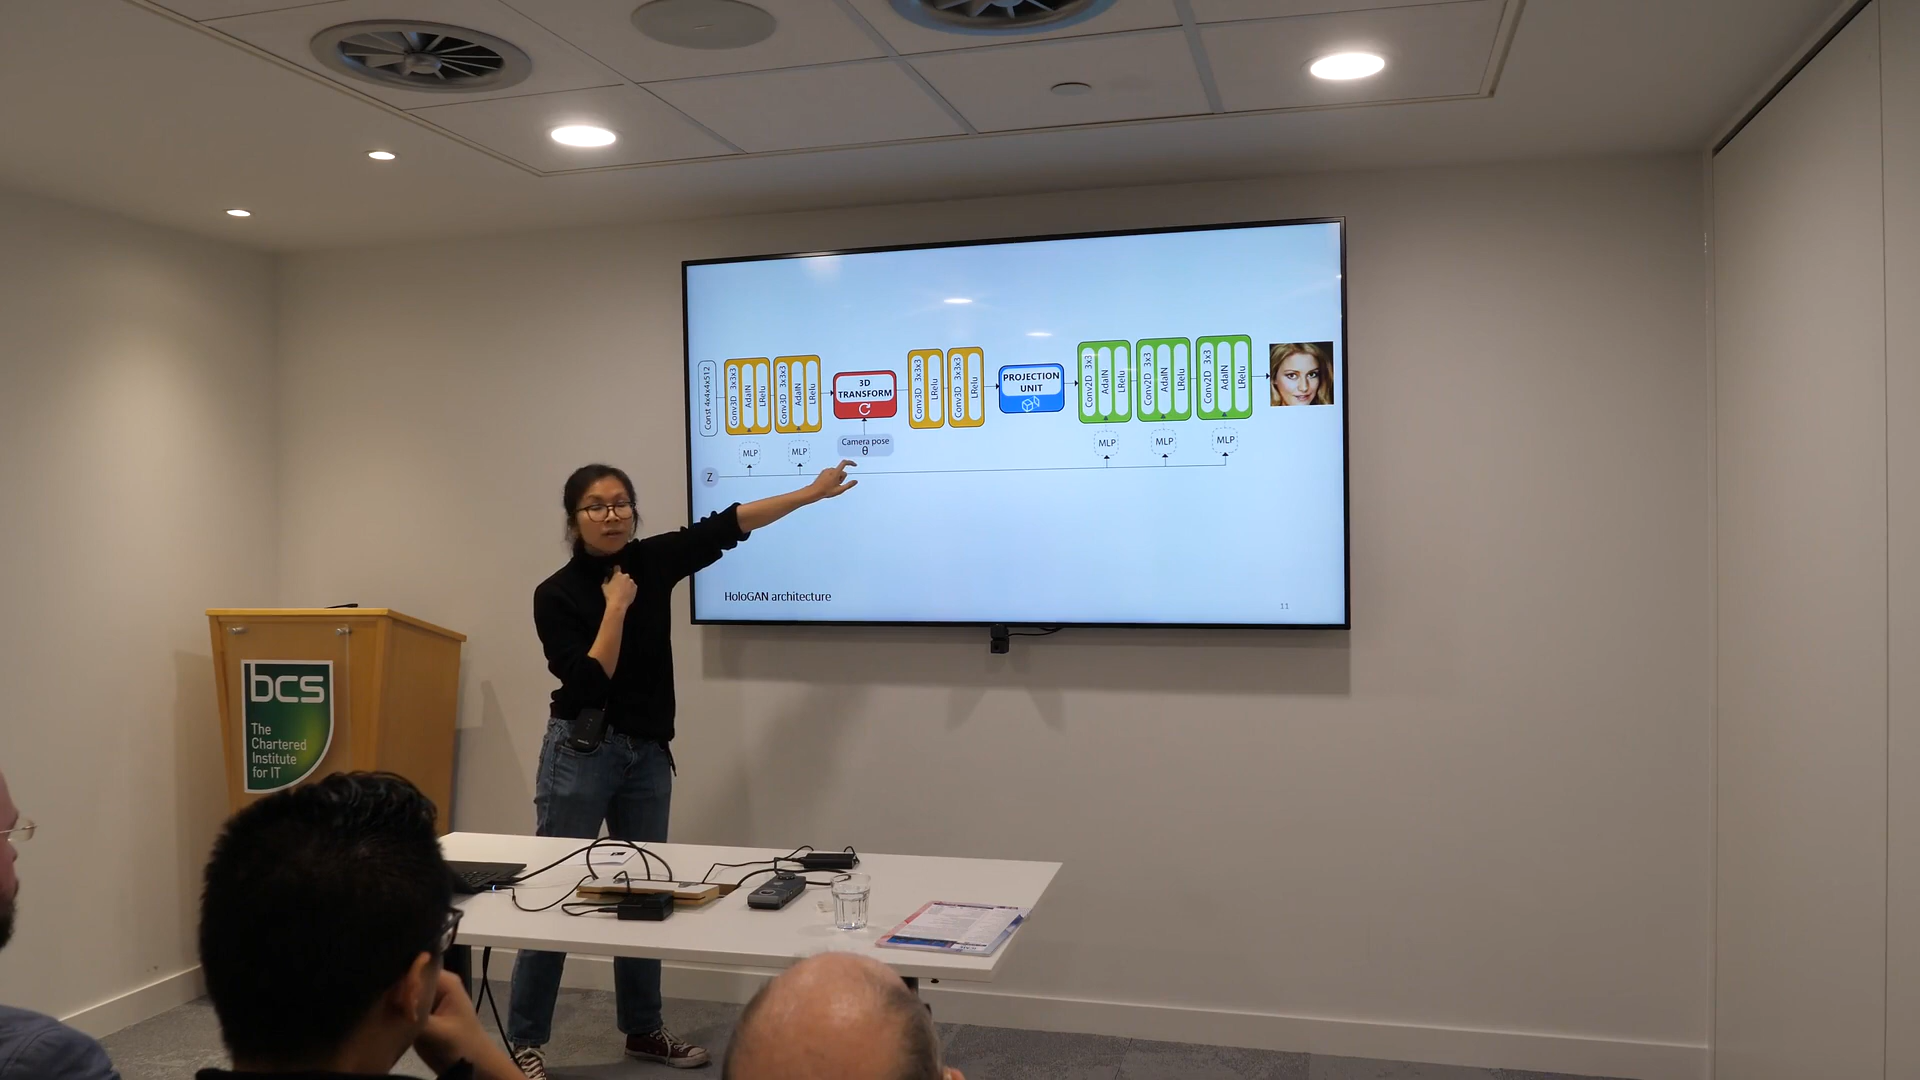 Const 4x4x4x512
Conv3D 3x3x3
AdaIN
LRelu
Conv3D 3x3x3
AdaIN
LRelu
3D
TRANSFORM
Conv3D 3x3x3
LRelu
Conv3D 3x3x3
LRelu
PROJECTION
UNIT
Conv2D 3x3
AdaIN
LRelu
Conv2D 3x3
AdaIN
LRelu
Conv2D 3x3
AdaIN
LRelu
Camera pose
θ
MLP
MLP
MLP
MLP
MLP
Z
HoloGAN architecture
11
bcs
The
Chartered
Institute
for IT